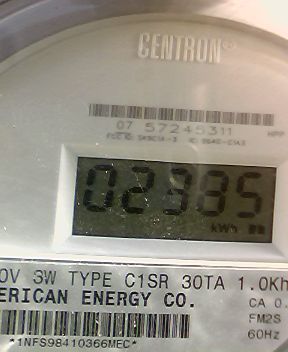 CENTRON®
07 57245311
HPP
02385
kWh
0V 3W TYPE C1SR 30TA 1.0Kh
ERICAN ENERGY CO.
CA 0.
FM2S
60Hz
*1NFS98410366MEC*